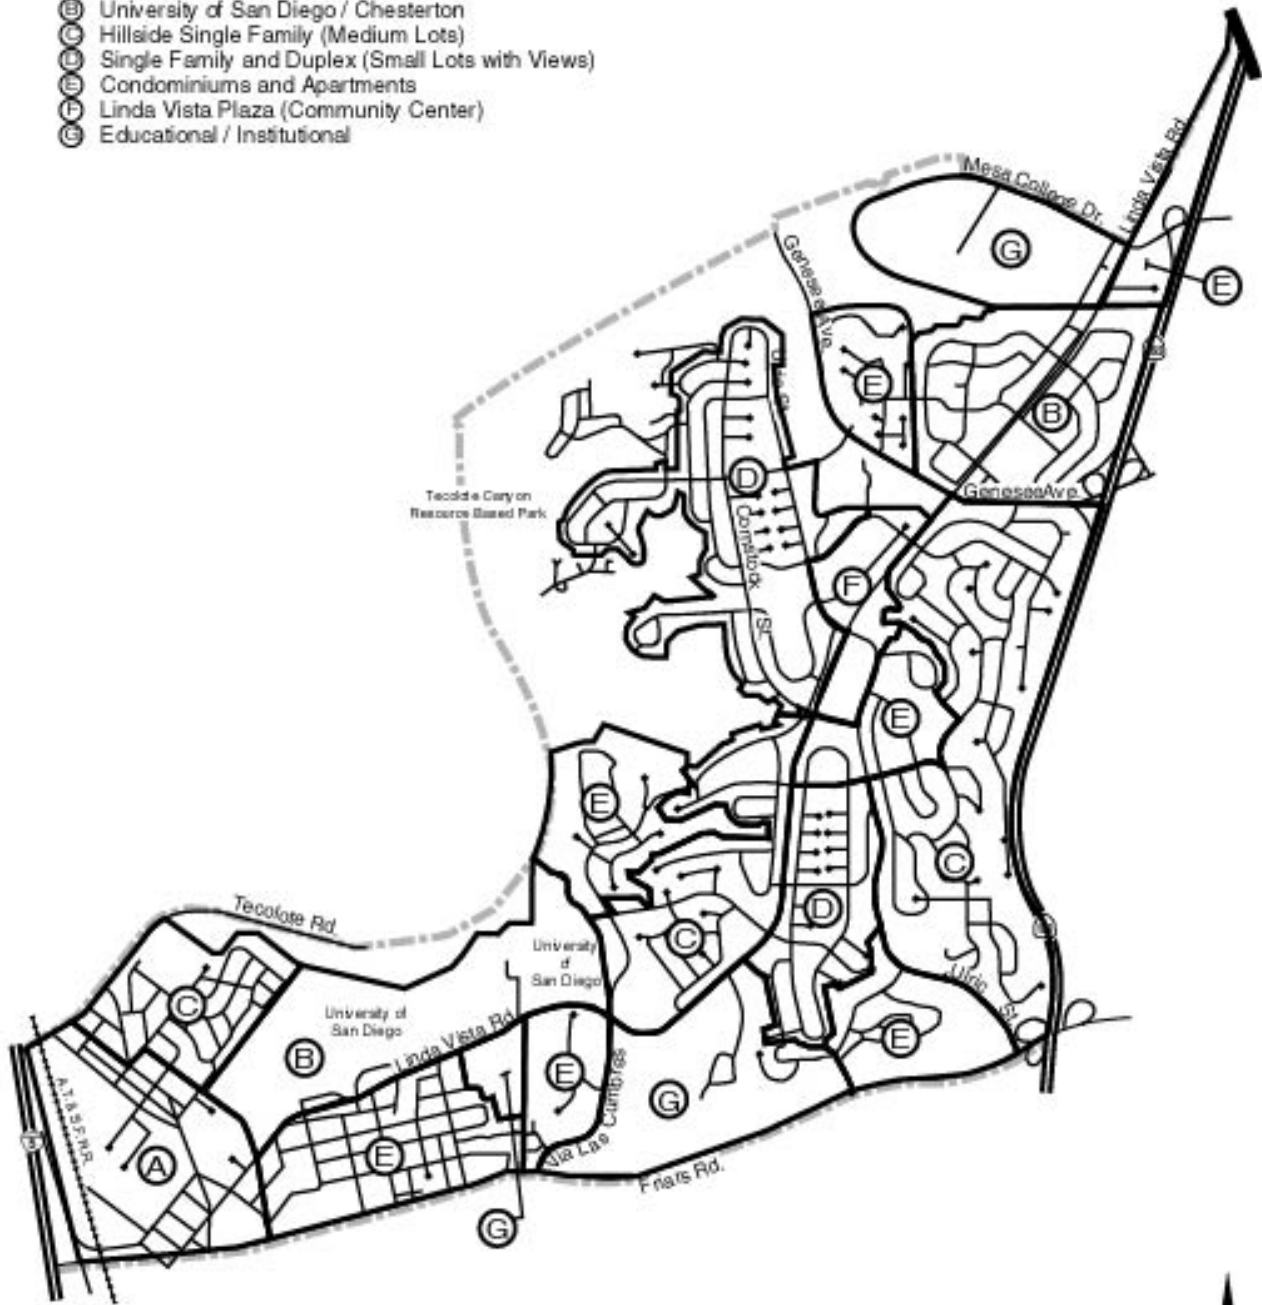 B University of San Diego / Chesterton
C Hillside Single Family (Medium Lots)
D Single Family and Duplex (Small Lots with Views)
E Condominiums and Apartments
F Linda Vista Plaza (Community Center)
G Educational / Institutional
Mesa College Dr.
Linda Vista Rd.
G
E
Genesee Ave.
E
B
D
Genesee Ave.
Tecolote Canyon
Resource Based Park
Comstock
St.
F
E
E
C
D
C
Tecolote Rd.
University
of
San Diego
C
University of
San Diego
Ulric
St.
Linda Vista Rd.
B
E
E
G
Via Las Cumbres
A.T. & S.F. R.R.
A
E
Friars Rd.
G